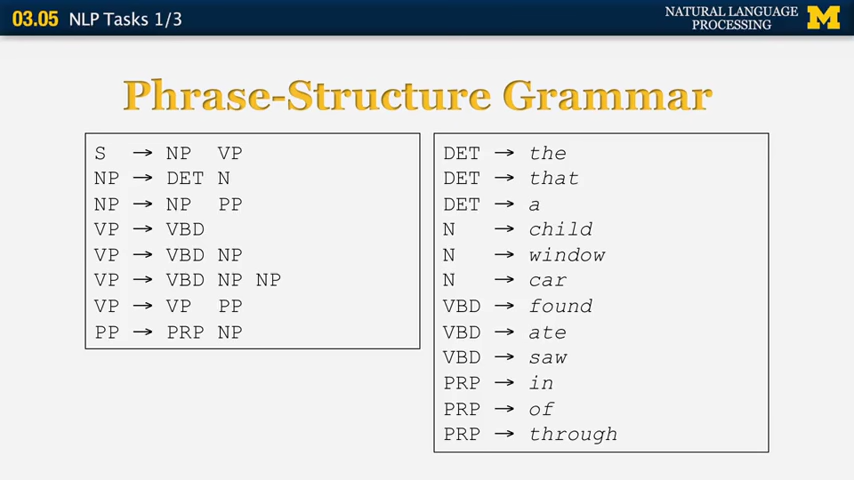 03.05 NLP Tasks 1/3
NATURAL LANGUAGE
PROCESSING
M
Phrase-Structure Grammar
S → NP VP
NP → DET N
NP → NP PP
VP → VBD
VP → VBD NP
VP → VBD NP NP
VP → VP PP
PP → PRP NP
DET → the
DET → that
DET → a
N → child
N → window
N → car
VBD → found
VBD → ate
VBD → saw
PRP → in
PRP → of
PRP → through